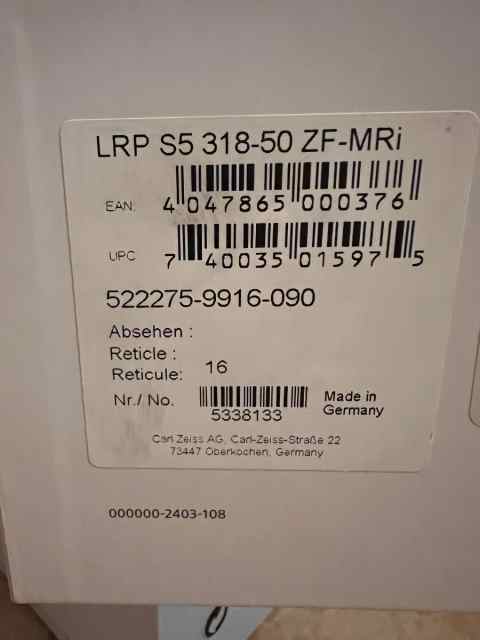 LRP S5 318-50 ZF-MRi
EAN: 4 047865 000376
UPC 7 40035 01597 5
522275-9916-090
Absehen :
Reticle :
Reticule: 16
Nr./ No. 5338133
Made in
Germany
Carl Zeiss AG, Carl-Zeiss-Straße 22
73447 Oberkochen, Germany
000000-2403-108